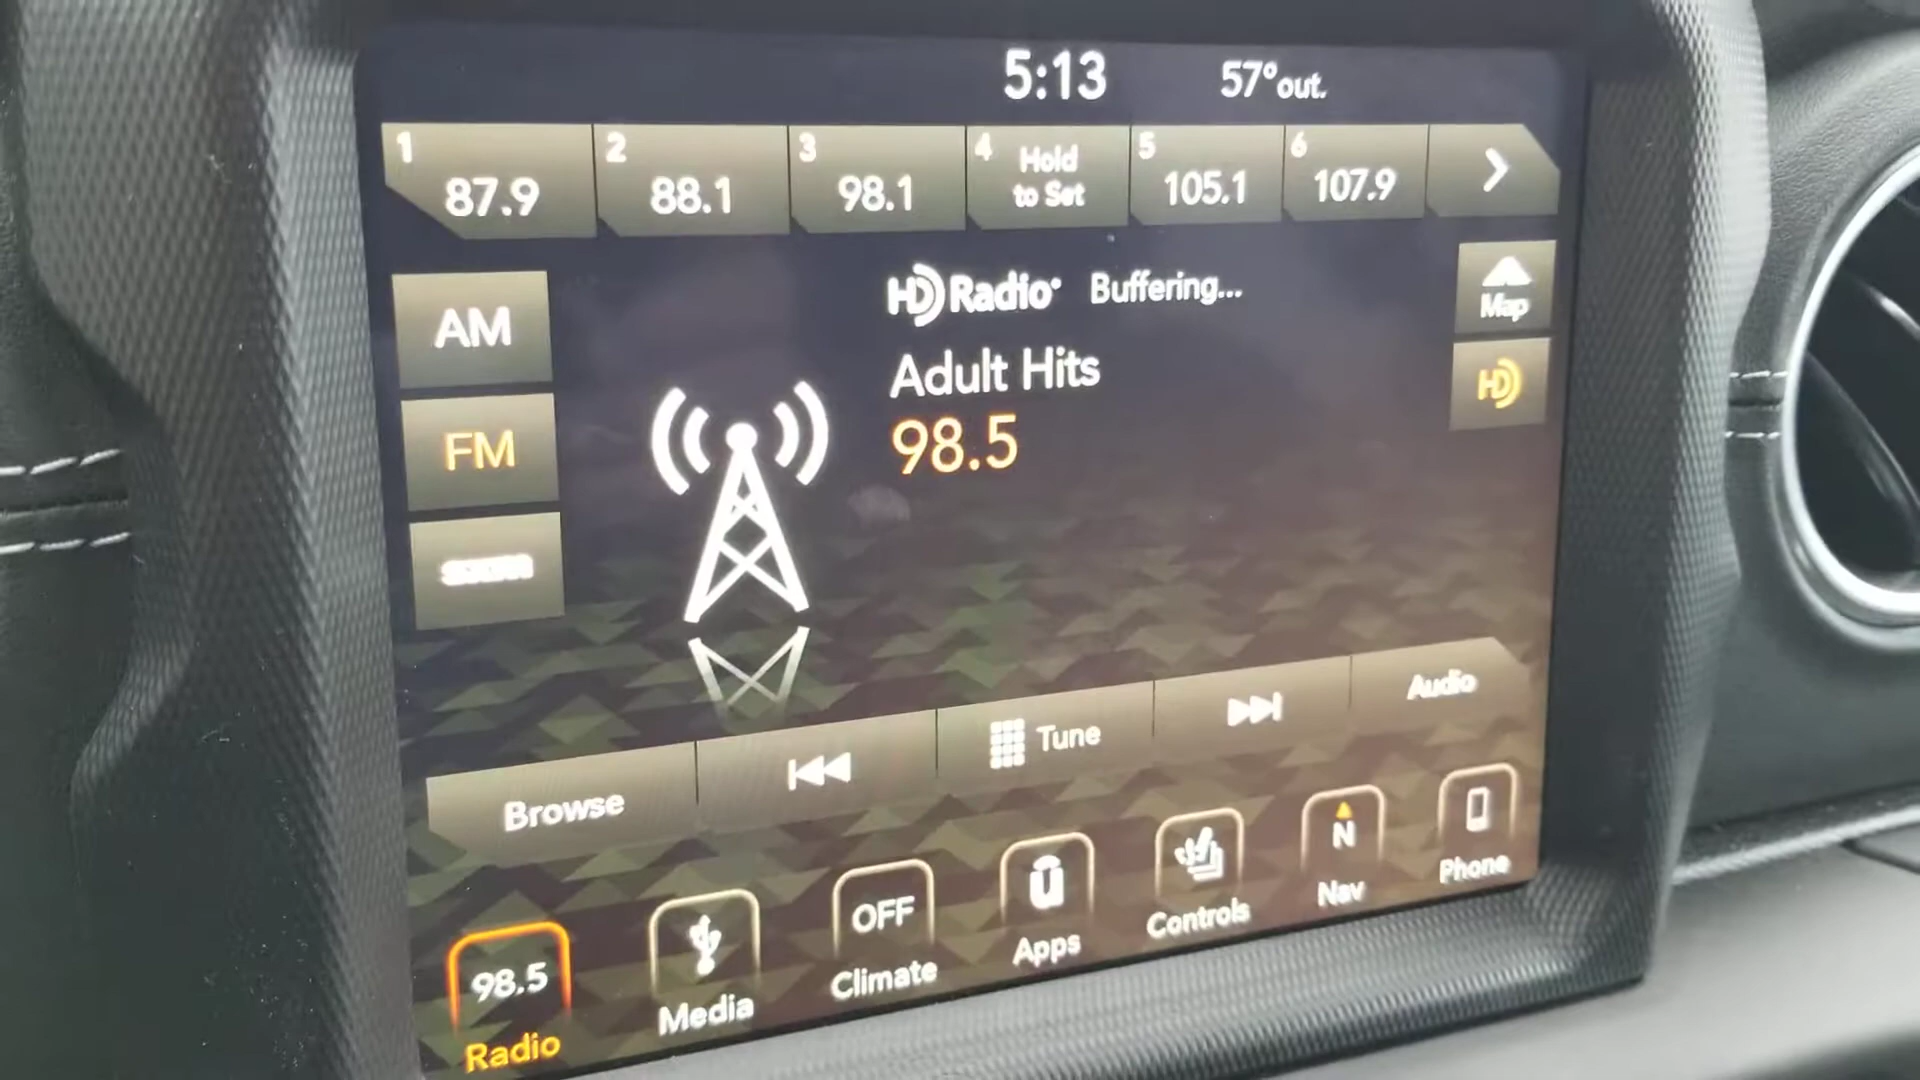 5:13
57°out.
1
87.9
2
88.1
3
98.1
4
Hold
to Set
5
105.1
6
107.9
HD Radio
Buffering...
Map
AM
Adult Hits
HD
98.5
FM
Browse
Tune
Audio
98.5
Radio
Media
OFF
Climate
Apps
Controls
N
Nav
Phone